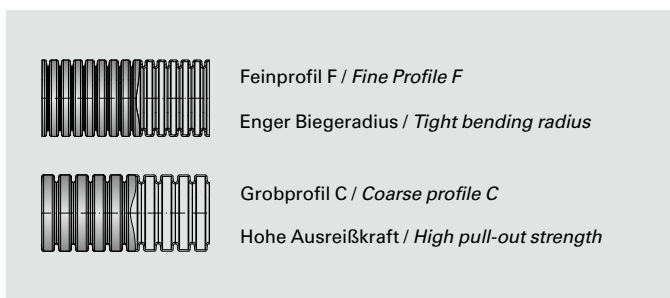 Feinprofil F / Fine Profile F
Enger Biegeradius / Tight bending radius
Grobprofil C / Coarse profile C
Hohe Ausreißkraft / High pull-out strength